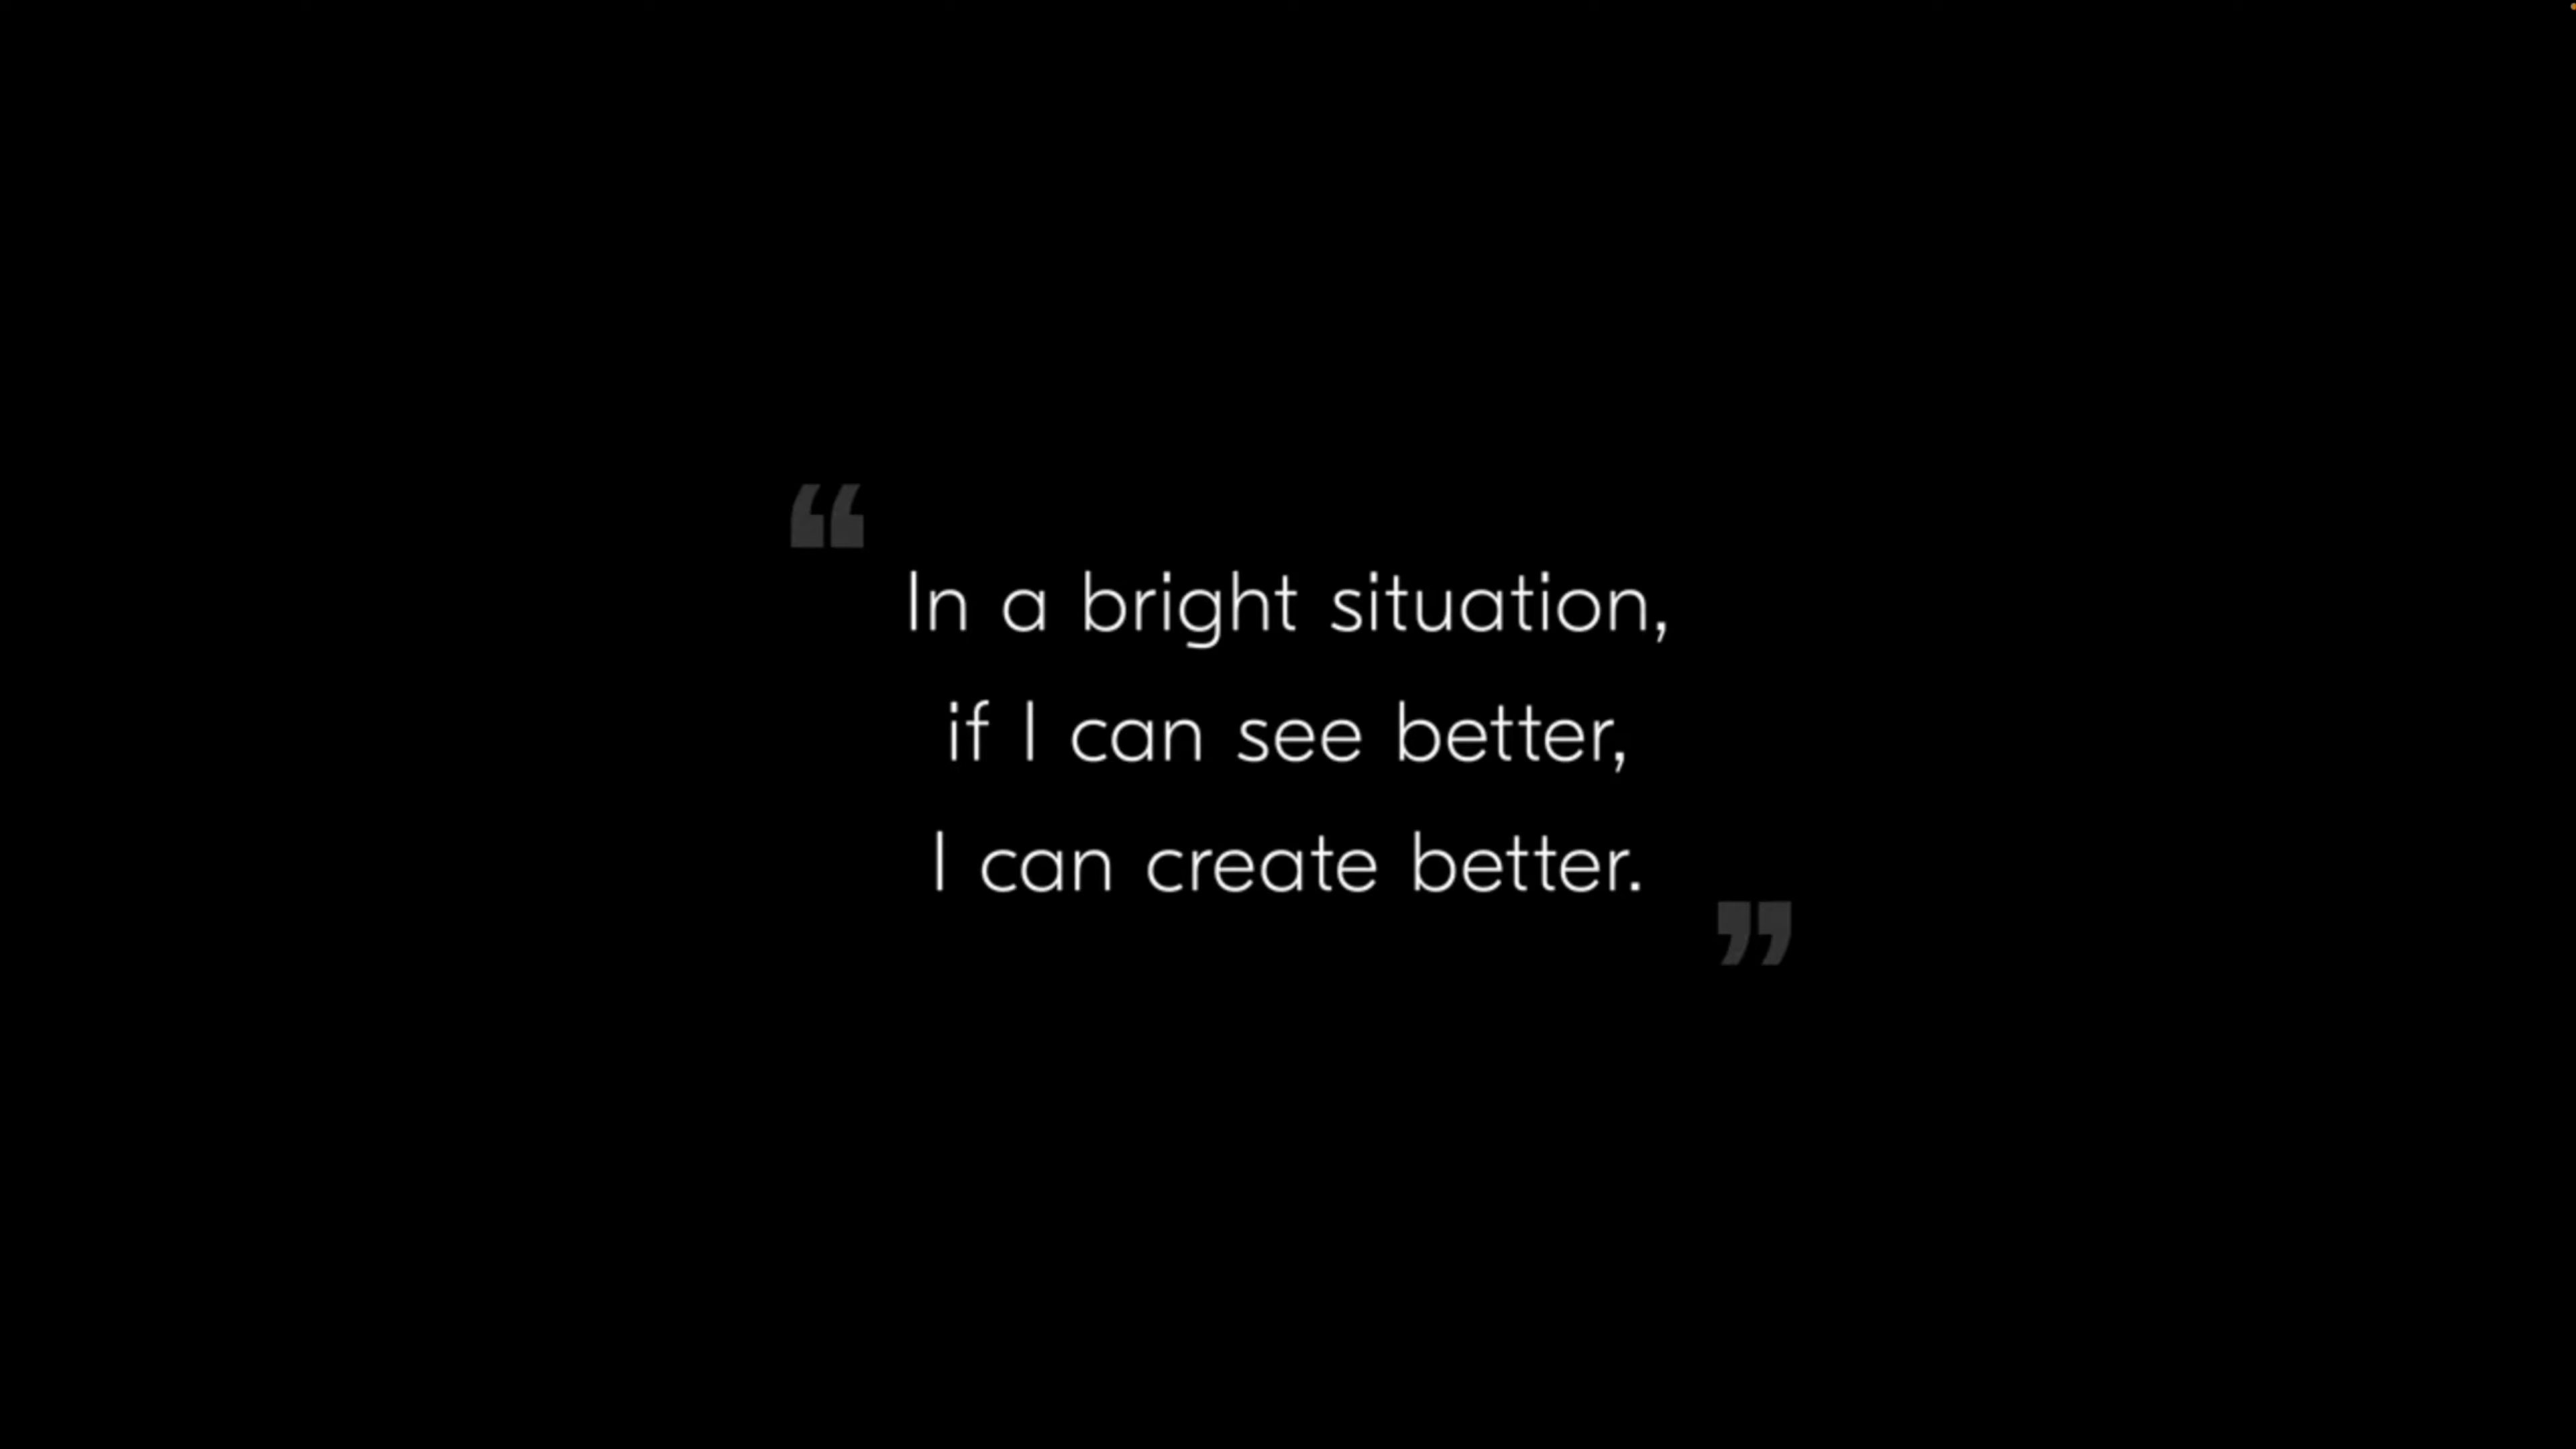 “
In a bright situation,
if I can see better,
I can create better.
”